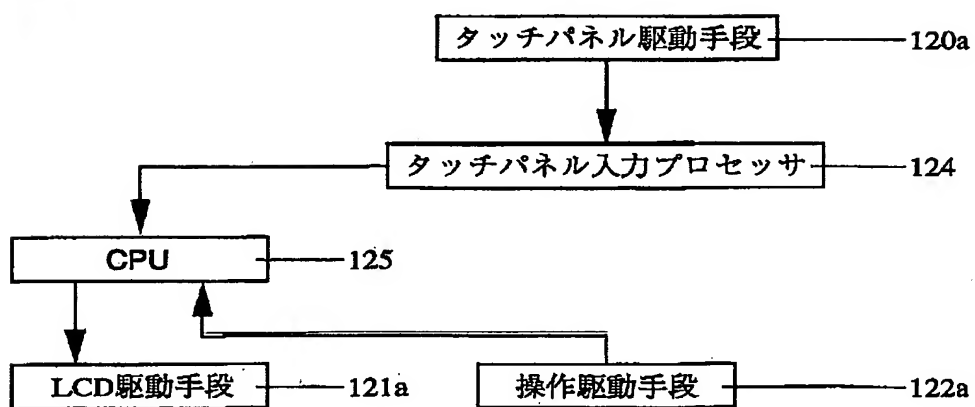 タッチパネル駆動手段 120a
タッチパネル入力プロセッサ 124
CPU 125
LCD駆動手段 121a
操作駆動手段 122a